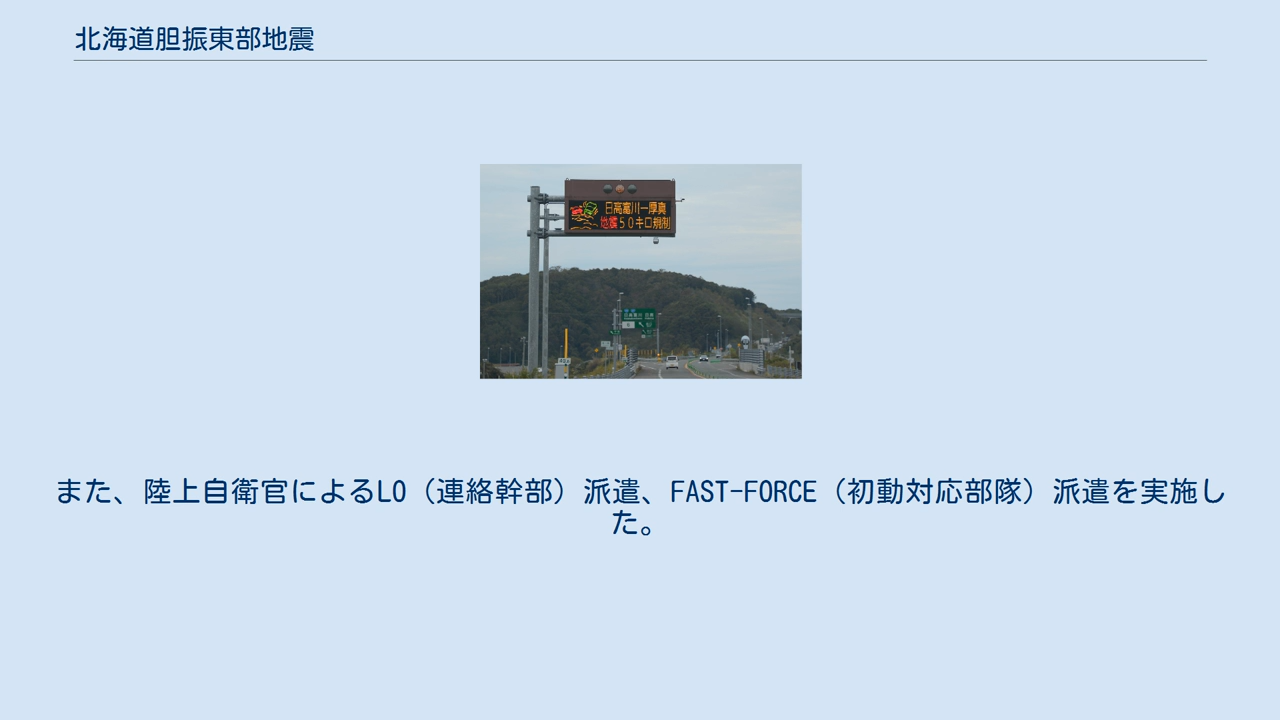 北海道胆振東部地震
日高富川ー厚真
地震50キロ規制
また、陸上自衛官によるLO（連絡幹部）派遣、FAST-FORCE（初動対応部隊）派遣を実施し
た。